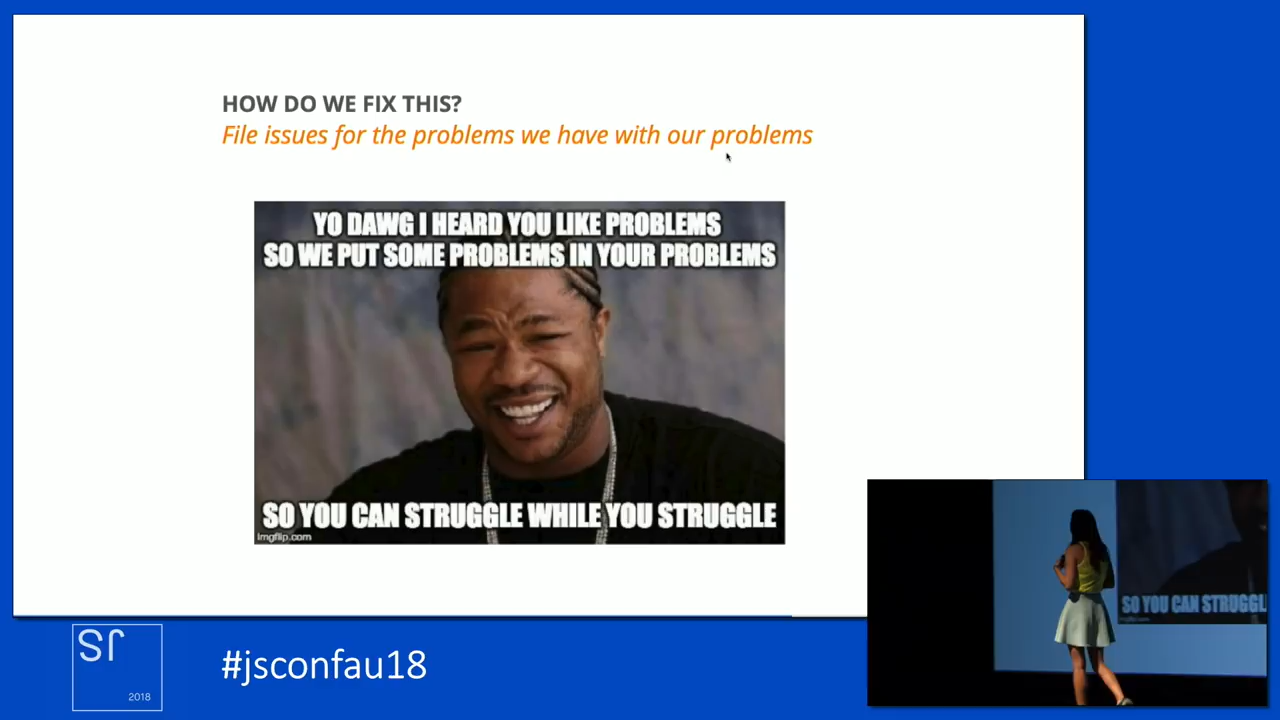 HOW DO WE FIX THIS?
File issues for the problems we have with our problems
YO DAWG I HEARD YOU LIKE PROBLEMS
SO WE PUT SOME PROBLEMS IN YOUR PROBLEMS
SO YOU CAN STRUGGLE WHILE YOU STRUGGLE
imgflip.com
SO YOU CAN STRUGGL
JS
2018
#jsconfau18